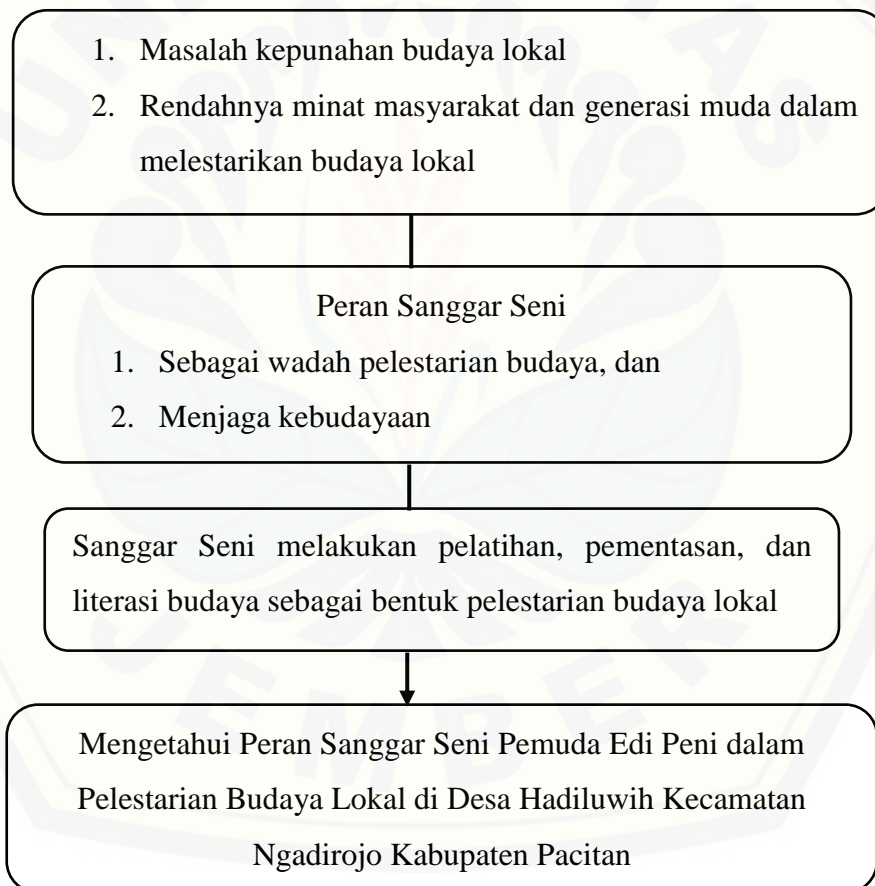 1. Masalah kepunahan budaya lokal
2. Rendahnya minat masyarakat dan generasi muda dalam
melestarikan budaya lokal
Peran Sanggar Seni
1. Sebagai wadah pelestarian budaya, dan
2. Menjaga kebudayaan
Sanggar Seni melakukan pelatihan, pementasan, dan
literasi budaya sebagai bentuk pelestarian budaya lokal
Mengetahui Peran Sanggar Seni Pemuda Edi Peni dalam
Pelestarian Budaya Lokal di Desa Hadiluwih Kecamatan
Ngadirojo Kabupaten Pacitan
JEMBER